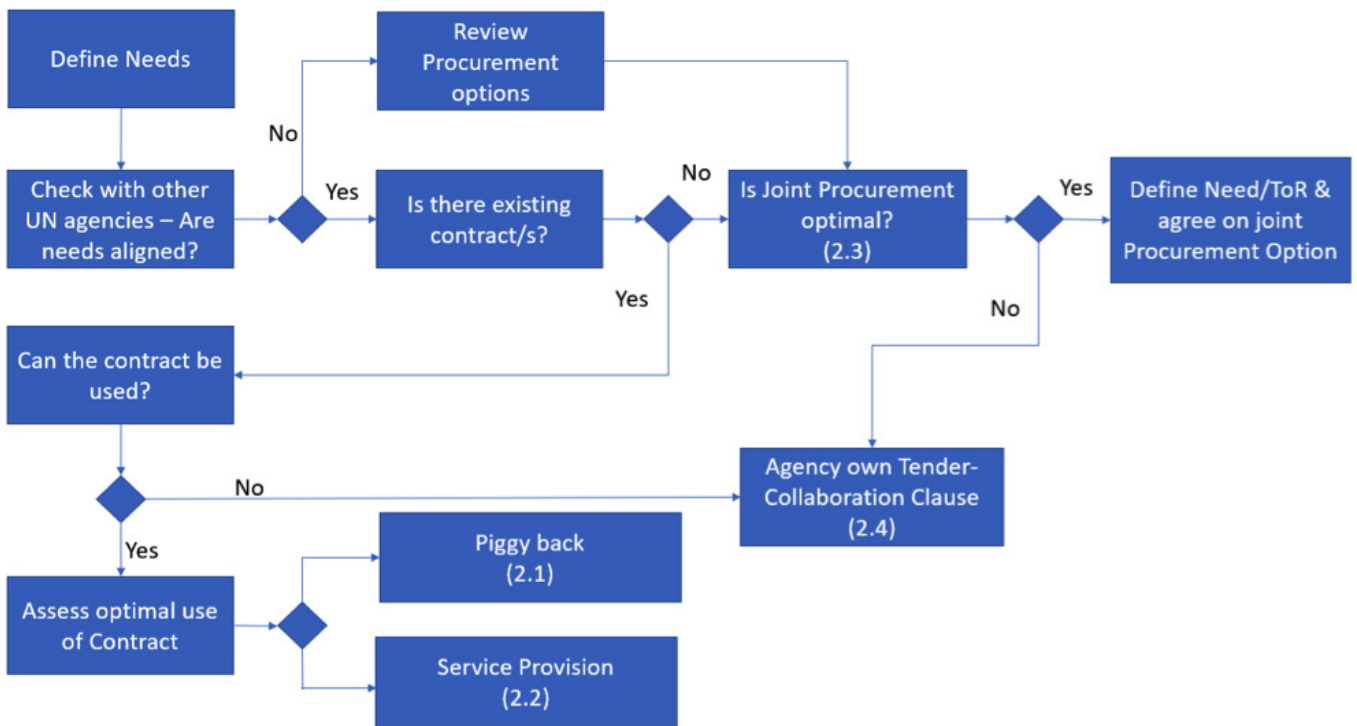 Define Needs
Review
Procurement
options
No
Check with other
UN agencies – Are
needs aligned?
Yes
Is there existing
contract/s?
No
Is Joint Procurement
optimal?
(2.3)
Yes
Define Need/ToR &
agree on joint
Procurement Option
Yes
No
Can the contract be
used?
No
Agency own Tender-
Collaboration Clause
(2.4)
Yes
Piggy back
(2.1)
Assess optimal use
of Contract
Service Provision
(2.2)